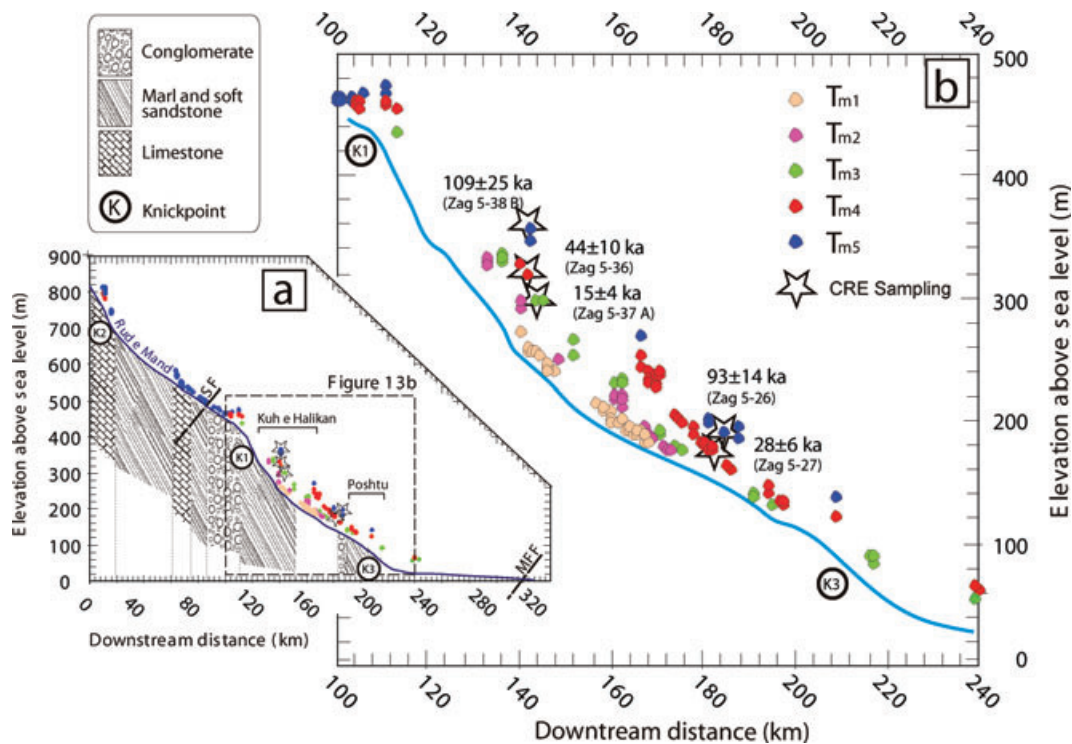 Conglomerate
Marl and soft
sandstone
Limestone
K Knickpoint
100 120 140 160 180 200 220 240
b
500
400
300
200
100
0
Elevation above sea level (m)
Tm1
Tm2
Tm3
Tm4
Tm5
CRE Sampling
K1
109±25 ka
(Zag 5-38 B)
44±10 ka
(Zag 5-36)
15±4 ka
(Zag 5-37 A)
93±14 ka
(Zag 5-26)
28±6 ka
(Zag 5-27)
K3
100 120 140 160 180 200 220 240
Downtream distance (km)
a
900
800
700
600
500
400
300
200
100
0
Elevation above sea level (m)
K2
Rud e Mand
SF
Figure 13b
Kuh e Halikan
K1
Poshtu
K3
MFF
0 40 80 120 160 200 240 280 320
Downstream distance (km)